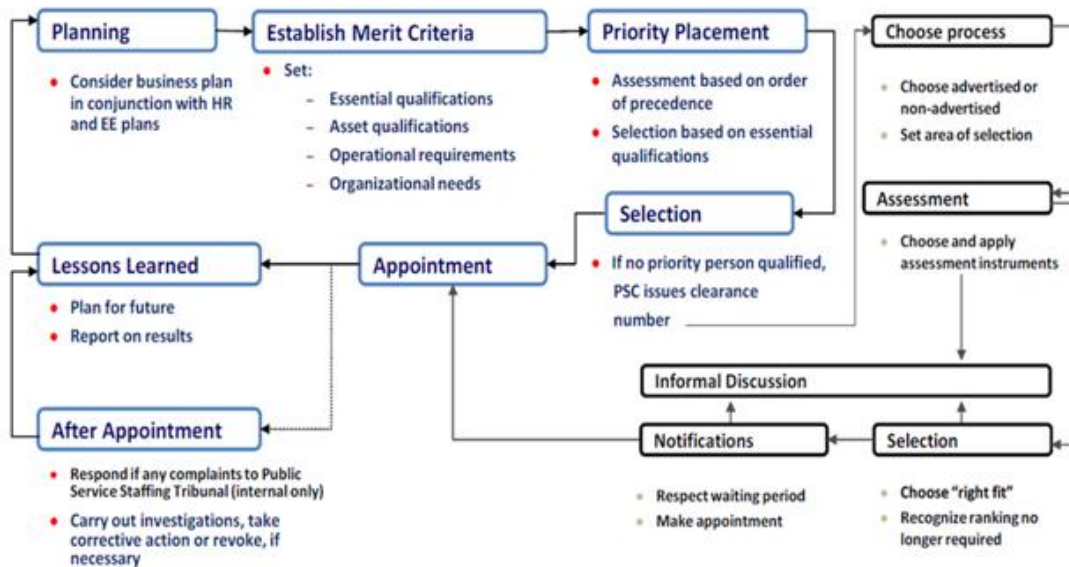 Planning
• Consider business plan
in conjunction with HR
and EE plans
Establish Merit Criteria
• Set:
– Essential qualifications
– Asset qualifications
– Operational requirements
– Organizational needs
Priority Placement
• Assessment based on order
of precedence
• Selection based on essential
qualifications
Choose process
• Choose advertised or
non-advertised
• Set area of selection
Assessment
• Choose and apply
assessment instruments
Selection
• If no priority person qualified,
PSC issues clearance
number
Appointment
Lessons Learned
• Plan for future
• Report on results
Informal Discussion
After Appointment
• Respond if any complaints to Public
Service Staffing Tribunal (internal only)
• Carry out investigations, take
corrective action or revoke, if
necessary
Notifications
• Respect waiting period
• Make appointment
Selection
• Choose “right fit”
• Recognize ranking no
longer required